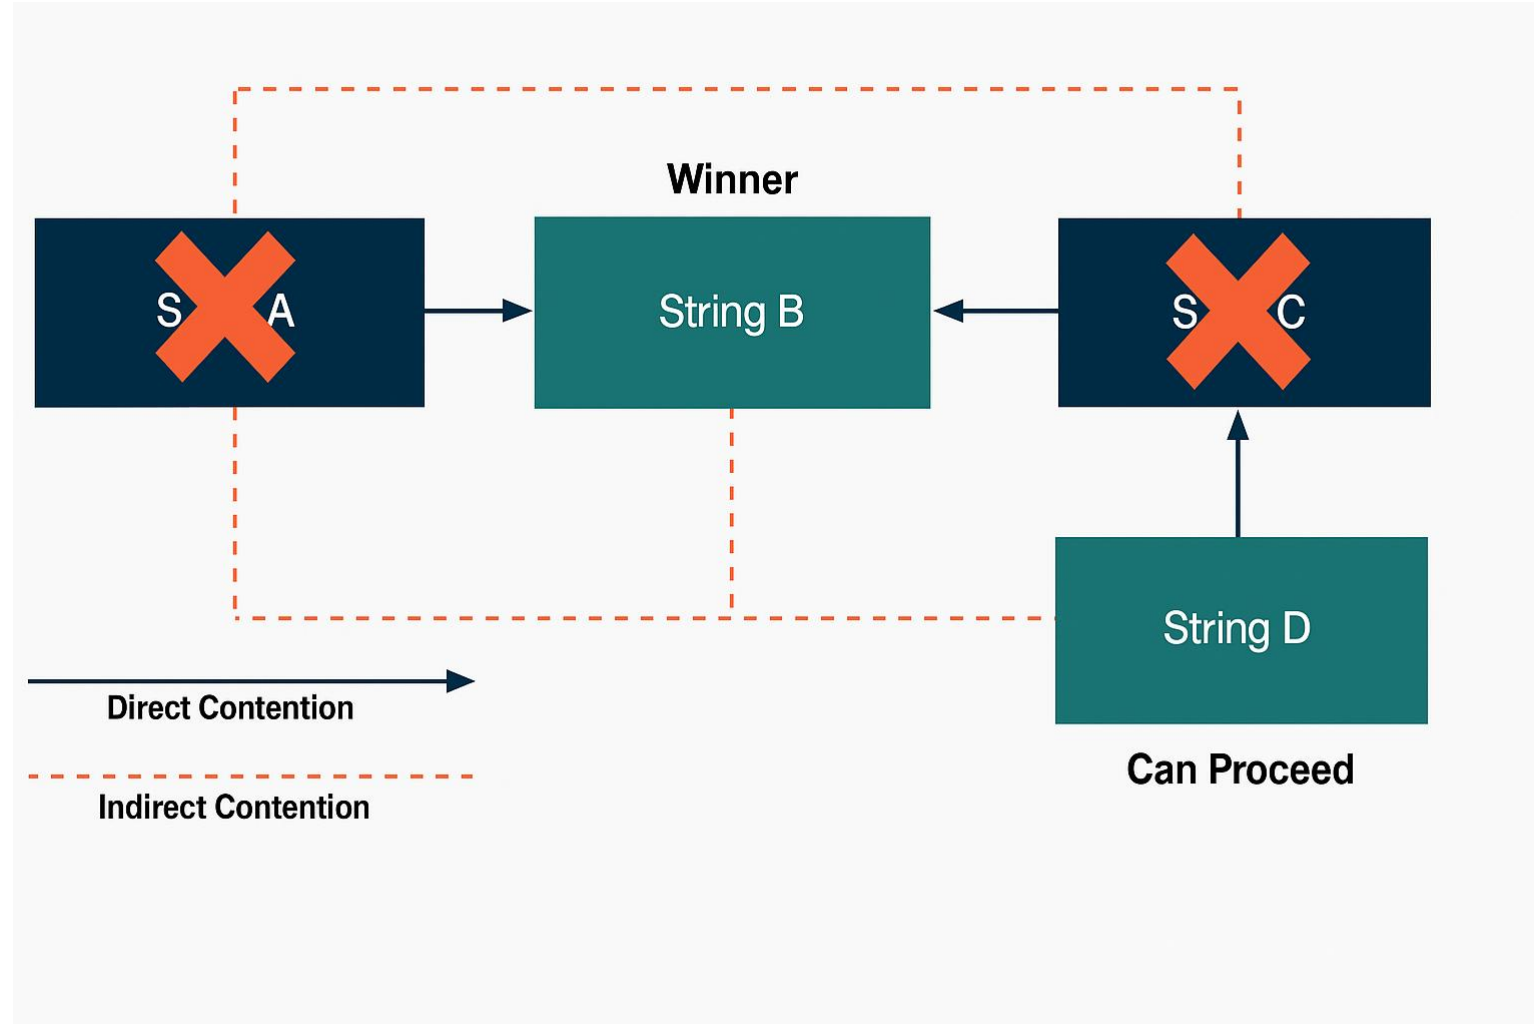 Winner
S A
String B
S C
String D
Direct Contention
Can Proceed
Indirect Contention